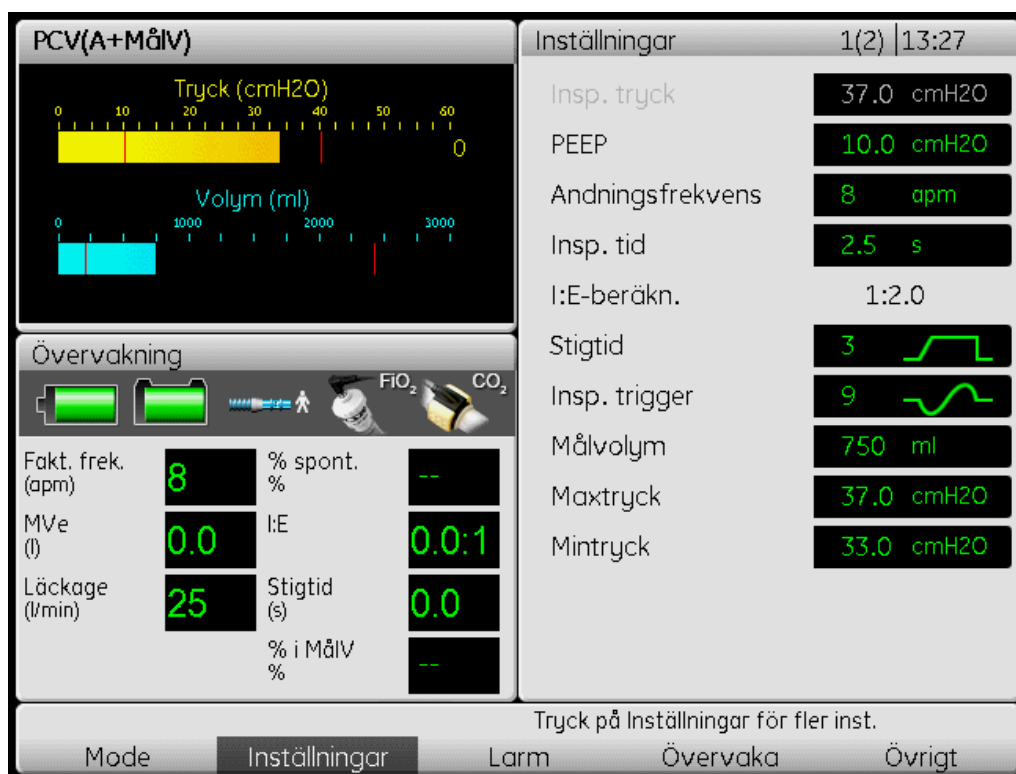 PCV(A+MålV)
Tryck (cmH2O)
0 10 20 30 40 50 60
0
Volym (ml)
0 1000 2000 3000
Övervakning
FiO2 CO2
Fakt. frek.
(apm)
8
% spont.
%
--
MVe
(l)
0.0
I:E
0.0:1
Läckage
(l/min)
25
Stigtid
(s)
0.0
% i MålV
%
--
Inställningar 1(2) 13:27
Insp. tryck 37.0 cmH2O
PEEP 10.0 cmH2O
Andningsfrekvens 8 apm
Insp. tid 2.5 s
I:E-beräkn. 1:2.0
Stigtid 3
Insp. trigger 9
Målvolym 750 ml
Maxtryck 37.0 cmH2O
Mintryck 33.0 cmH2O
Tryck på Inställningar för fler inst.
Mode Inställningar Larm Övervaka Övrigt